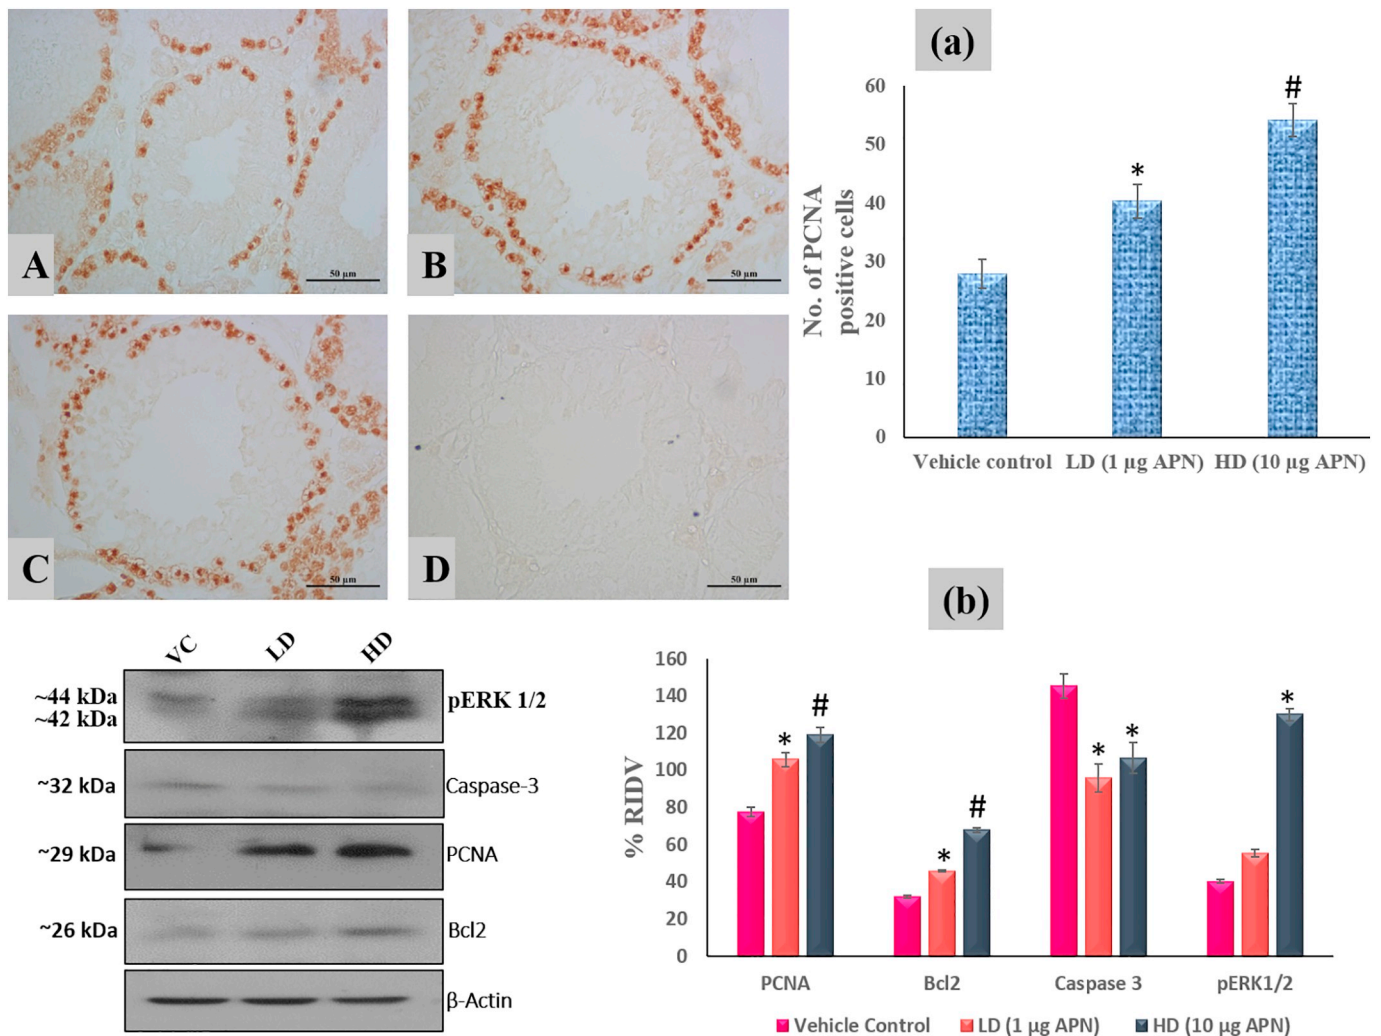 A
50 µm
B
50 µm
C
50 µm
D
50 µm
(a)
No. of PCNA
positive cells
60
50
40
30
20
10
0
*
#
Vehicle control LD (1 µg APN) HD (10 µg APN)
VC LD HD
~44 kDa
~42 kDa
pERK 1/2
~32 kDa Caspase-3
~29 kDa PCNA
~26 kDa Bcl2
β-Actin
(b)
% RIDV
160
140
120
100
80
60
40
20
0
* #
* #
* *
*
PCNA Bcl2 Caspase 3 pERK1/2
Vehicle Control LD (1 µg APN) HD (10 µg APN)